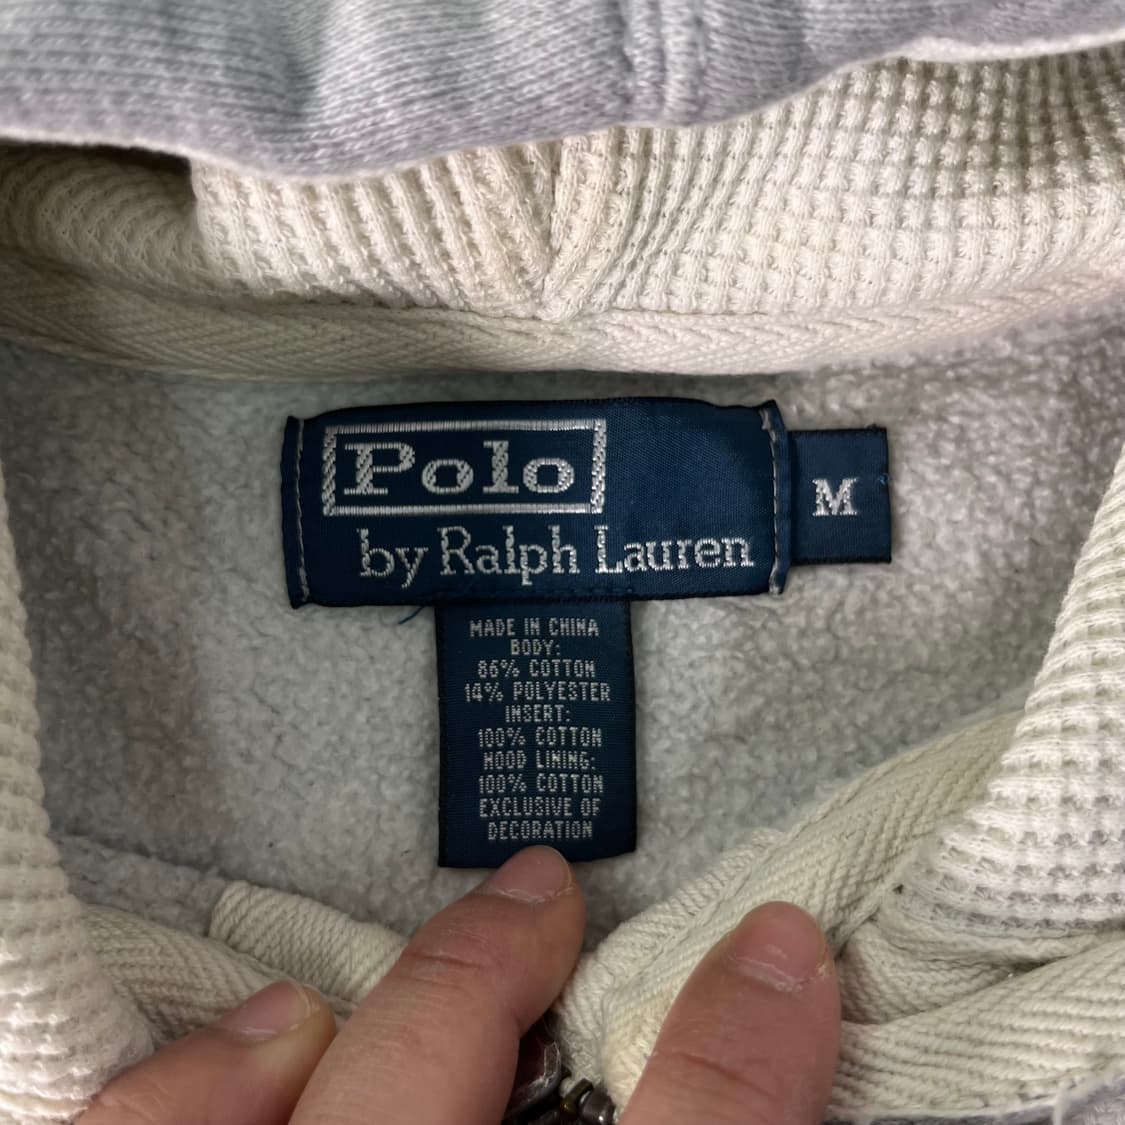 Polo
by Ralph Lauren
M
MADE IN CHINA
BODY:
86% COTTON
14% POLYESTER
INSERT:
100% COTTON
HOOD LINING:
100% COTTON
EXCLUSIVE OF
DECORATION